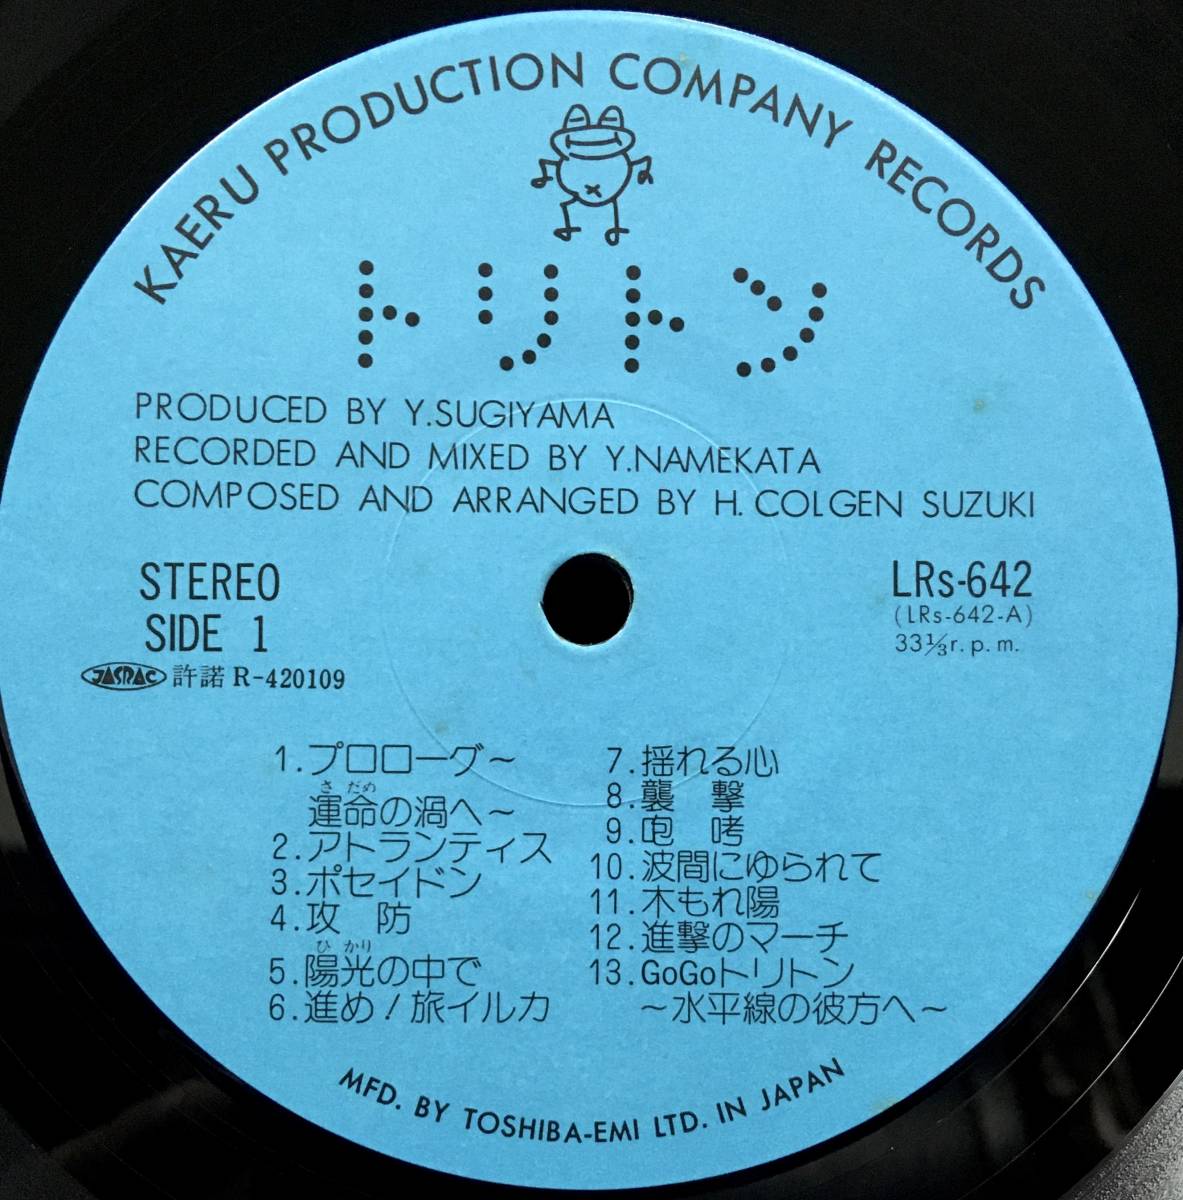 KAERU PRODUCTION COMPANY RECORDS
トリトン
PRODUCED BY Y.SUGIYAMA
RECORDED AND MIXED BY Y.NAMEKATA
COMPOSED AND ARRANGED BY H.COLGEN SUZUKI
STEREO
SIDE 1
JASRAC 許諾 R-420109
LRs-642
(LRs-642-A)
33⅓r.p.m.
1.プロローグ～
さだめ
運命の渦へ～
2.アトランティス
3.ポセイドン
4.攻　防
ひかり
5.陽光の中で
6.進め！旅イルカ
7.揺れる心
8.襲　撃
9.咆　哮
10.波間にゆられて
11.木もれ陽
12.進撃のマーチ
13.GoGoトリトン
～水平線の彼方へ～
MFD. BY TOSHIBA-EMI LTD. IN JAPAN